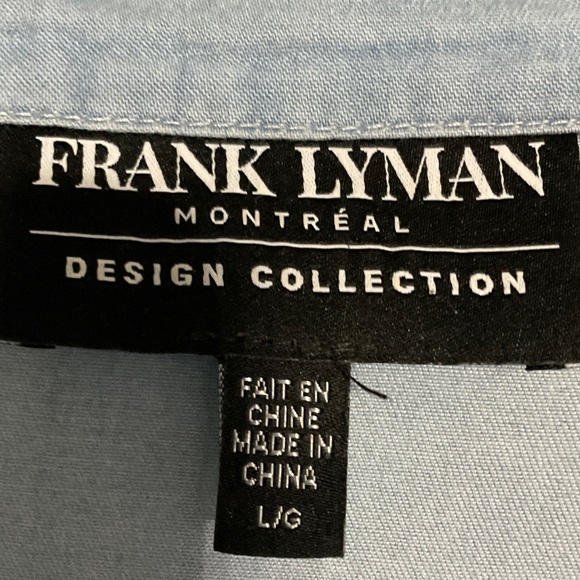 FRANK LYMAN
MONTRÉAL
DESIGN COLLECTION
FAIT EN
CHINE
MADE IN
CHINA
L/G